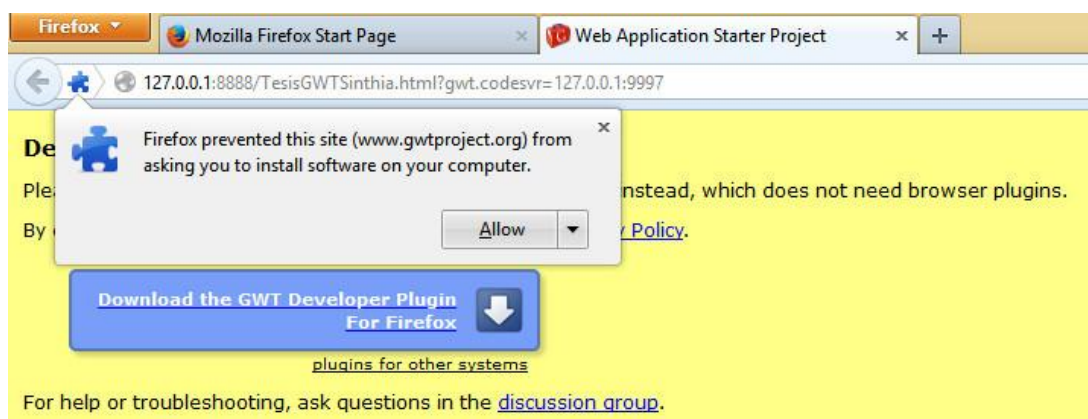 Firefox
Mozilla Firefox Start Page
Web Application Starter Project
127.0.0.1:8888/TesisGWTSinthia.html?gwt.codesvr=127.0.0.1:9997
Firefox prevented this site (www.gwtproject.org) from
asking you to install software on your computer.
Allow
De
Ple
nstead, which does not need browser plugins.
By
y Policy.
Download the GWT Developer Plugin
For Firefox
plugins for other systems
For help or troubleshooting, ask questions in the discussion group.